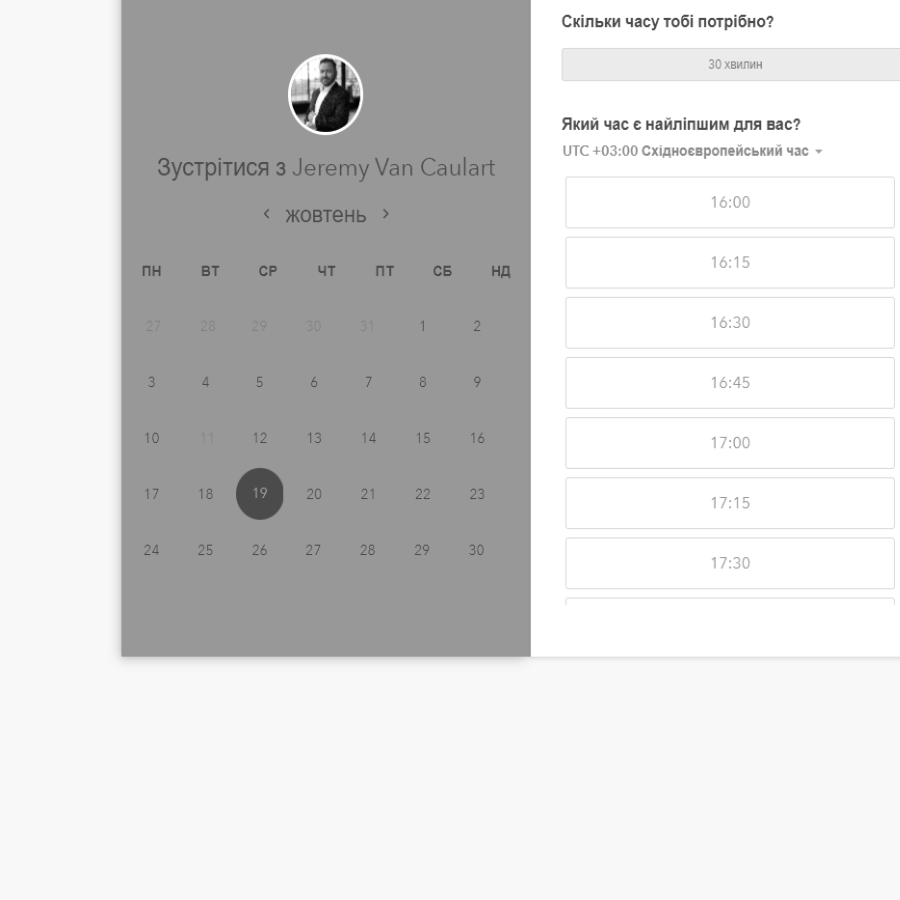 Зустрітися з Jeremy Van Caulart
жовтень
ПН ВТ СР ЧТ ПТ СБ НД
27 28 29 30 31 1 2
3 4 5 6 7 8 9
10 11 12 13 14 15 16
17 18 19 20 21 22 23
24 25 26 27 28 29 30
Скільки часу тобі потрібно?
30 хвилин
Який час є найліпшим для вас?
UTC +03:00 Східноєвропейський час
16:00
16:15
16:30
16:45
17:00
17:15
17:30